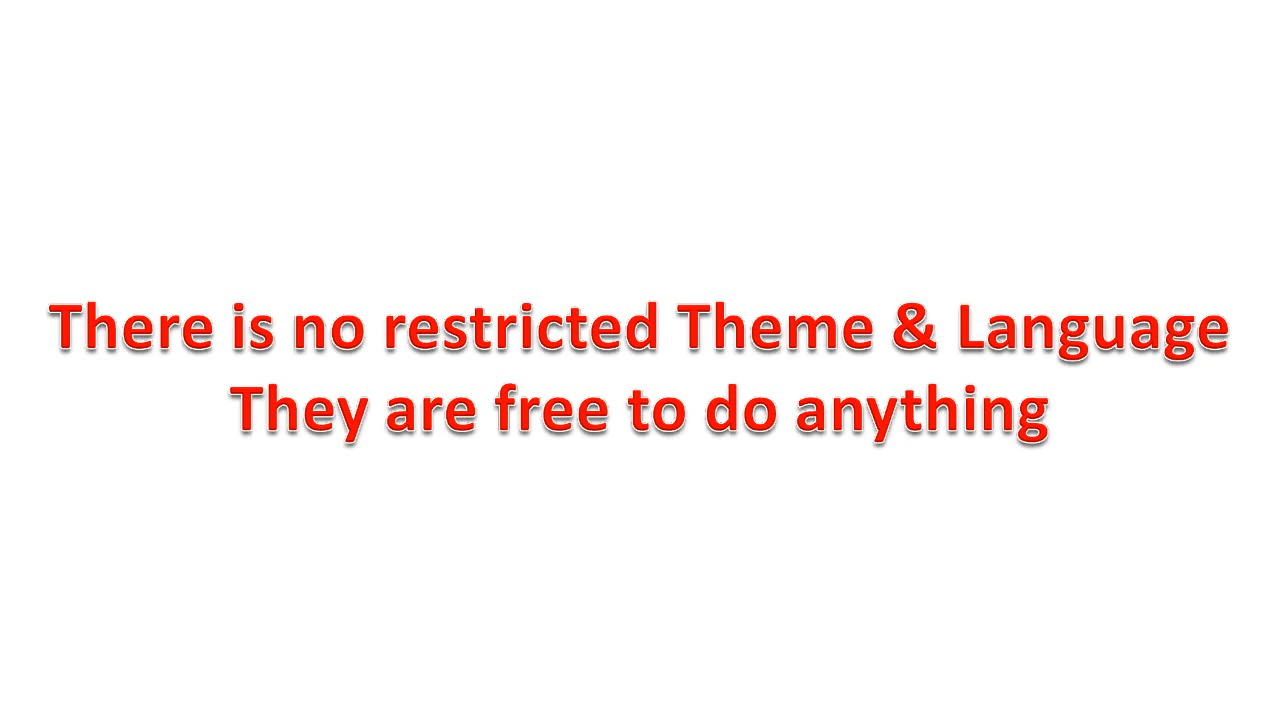 There is no restricted Theme & Language
They are free to do anything